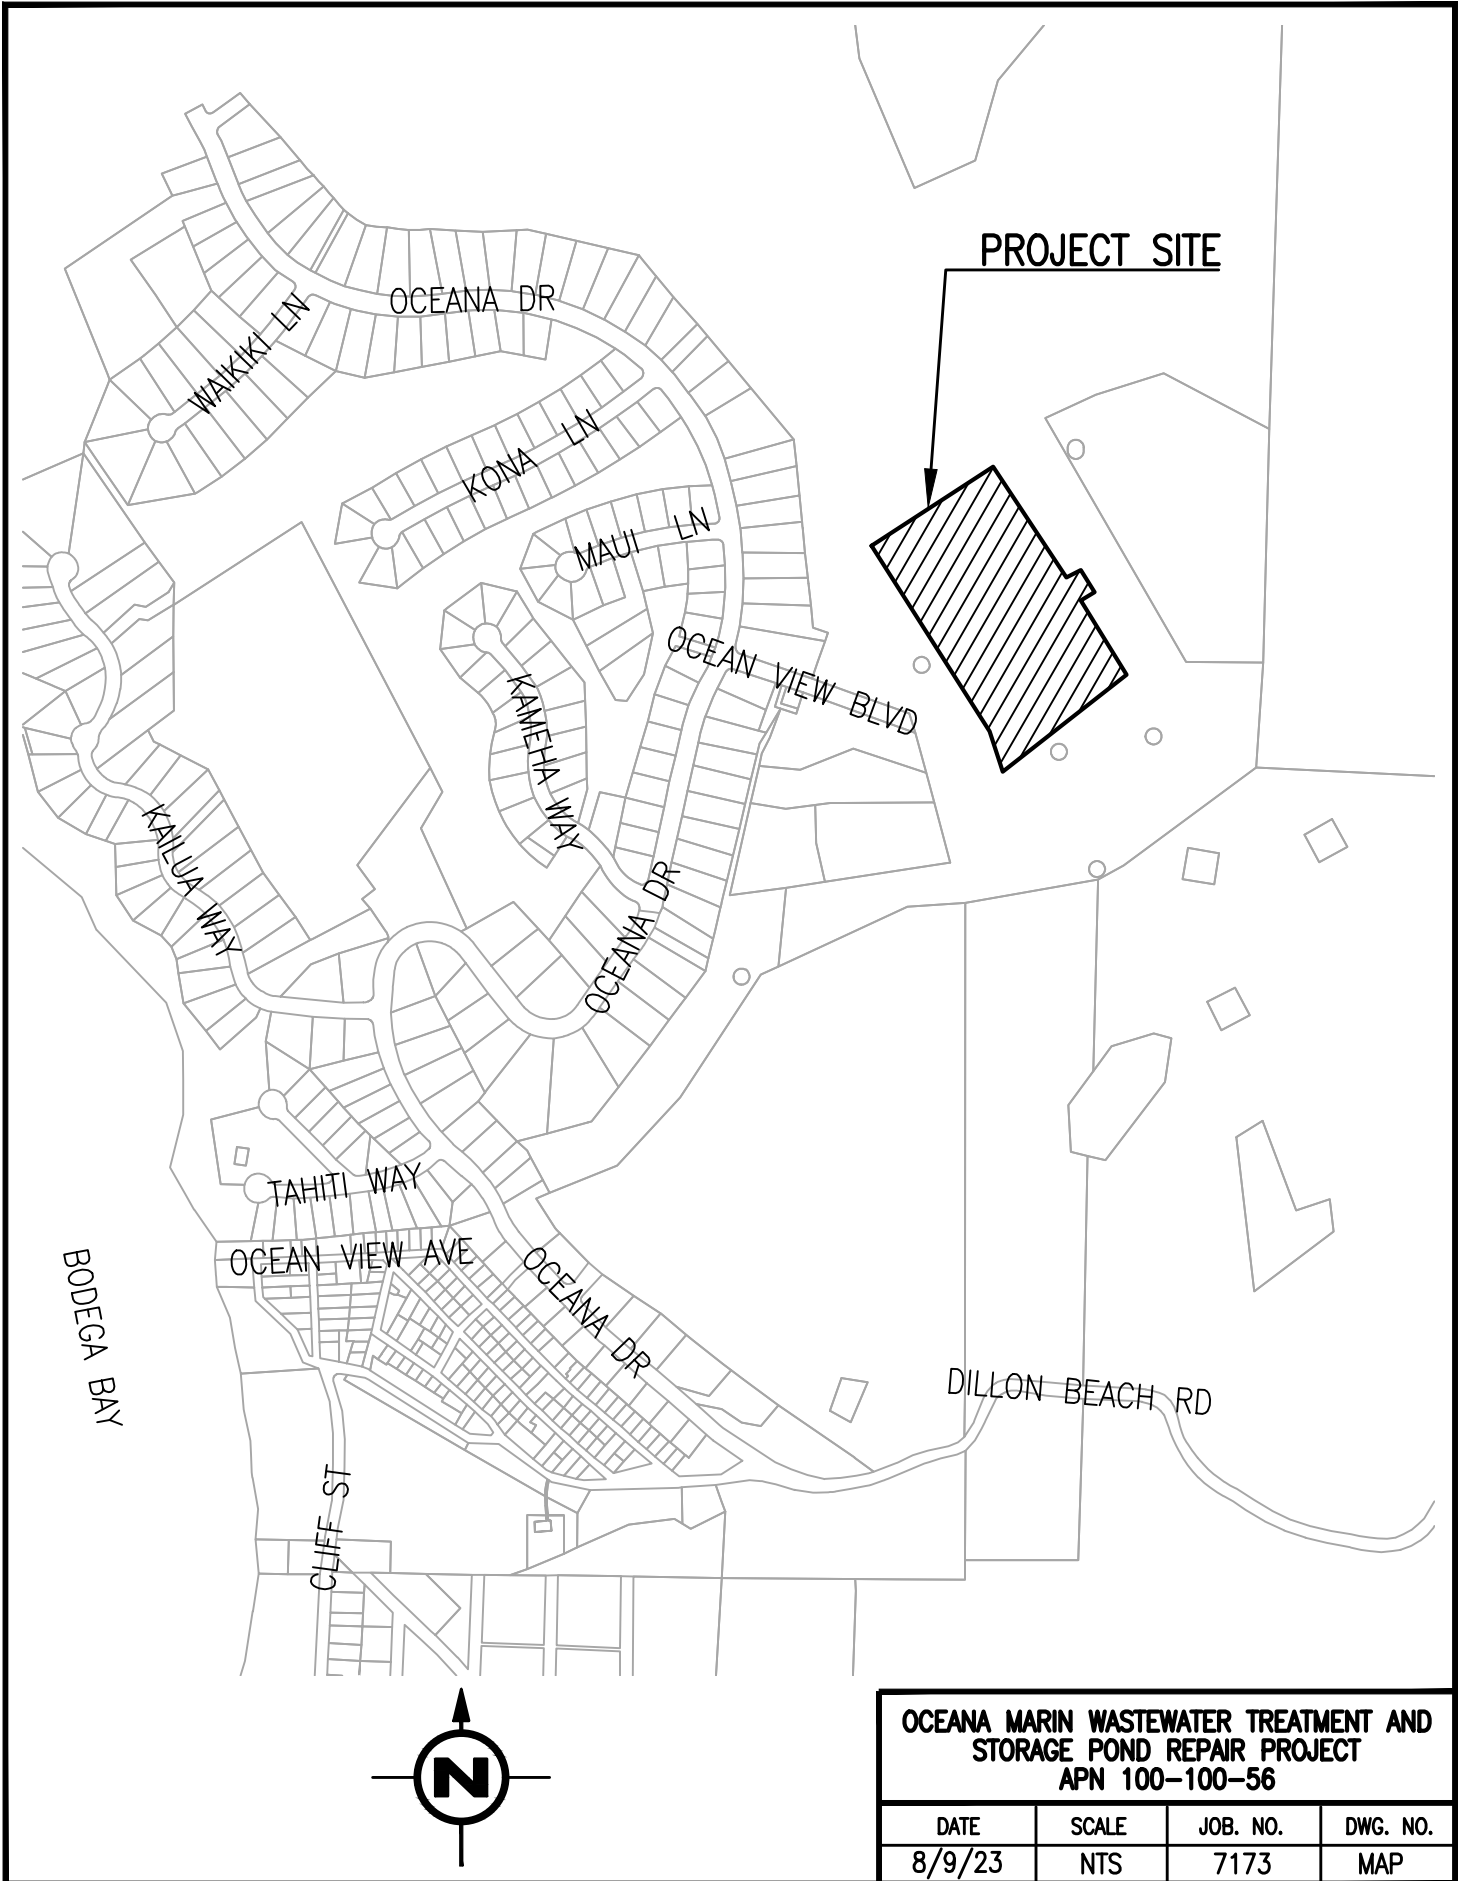 PROJECT SITE
OCEANA DR
WAIKIKI LN
KONA LN
MAUI LN
OCEAN VIEW BLVD
KAMEHA WAY
KAILUA WAY
OCEANA DR
TAHITI WAY
OCEAN VIEW AVE
OCEANA DR
BODEGA BAY
DILLON BEACH RD
CLIFF ST
N
OCEANA MARIN WASTEWATER TREATMENT AND
STORAGE POND REPAIR PROJECT
APN 100-100-56
DATE SCALE JOB. NO. DWG. NO.
8/9/23 NTS 7173 MAP